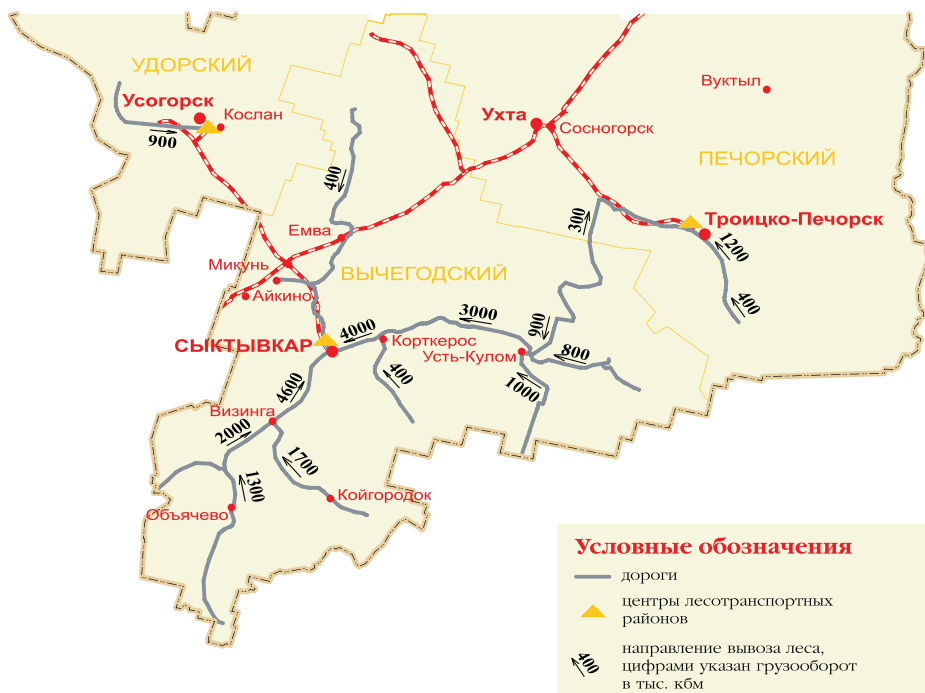 УДОРСКИЙ
Усогорск
Кослан
900
400
Ухта
Сосногорск
Вуктыл
ПЕЧОРСКИЙ
Троицко-Печорск
1200
400
300
Емва
Микунь
ВЫЧЕГОДСКИЙ
Айкино
СЫКТЫВКАР
4000
3000
900
Корткерос
Усть-Кулом
800
1000
400
4600
Визинга
2000
1700
1300
Койгородок
Объячево
Условные обозначения
дороги
центры лесотранспортных
районов
400
направление вывоза леса,
цифрами указан грузооборот
в тыс. кбм